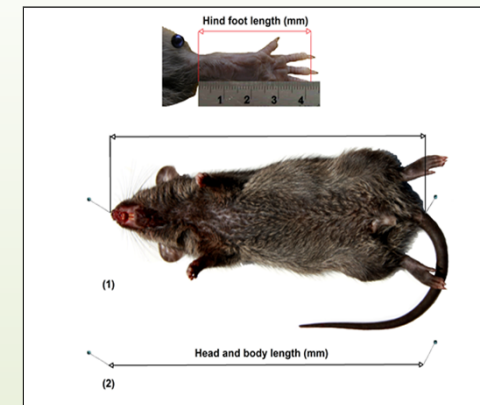 Hind foot length (mm)
1 2 3 4
(1)
Head and body length (mm)
(2)